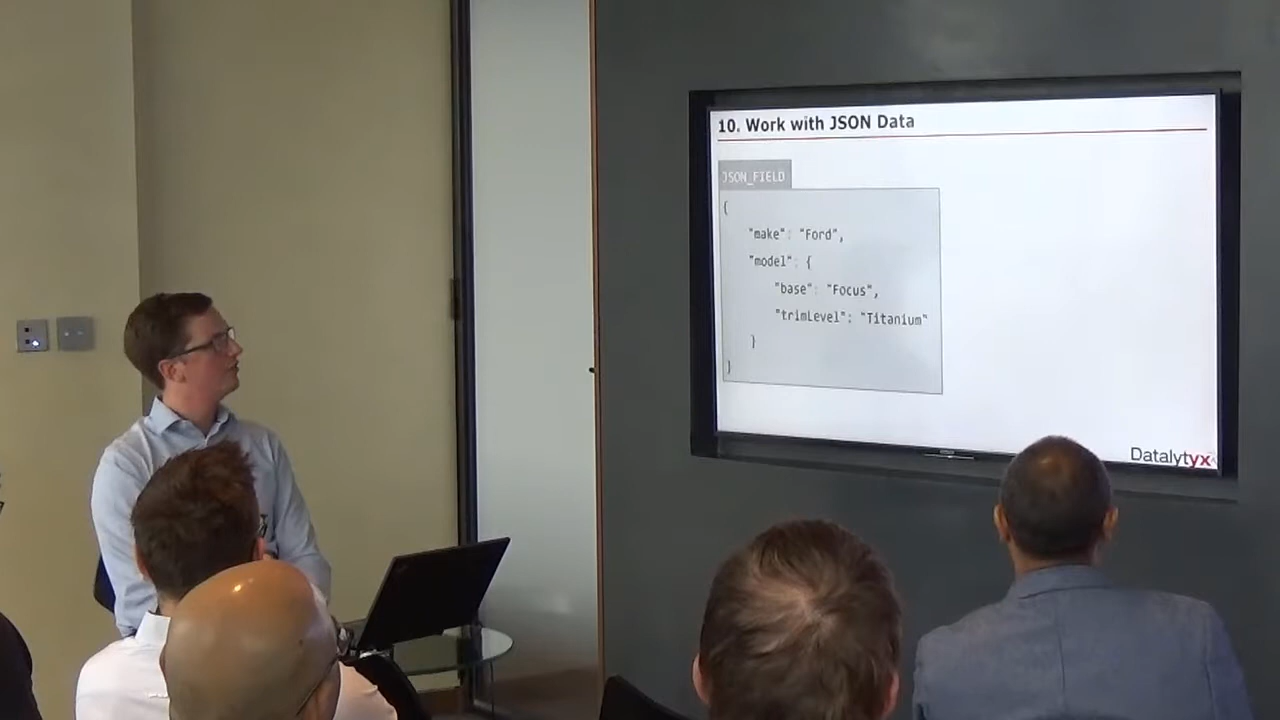 10. Work with JSON Data
JSON_FIELD
{
"make": "Ford",
"model": {
"base": "Focus",
"trimLevel": "Titanium"
}
}
Datalytyx